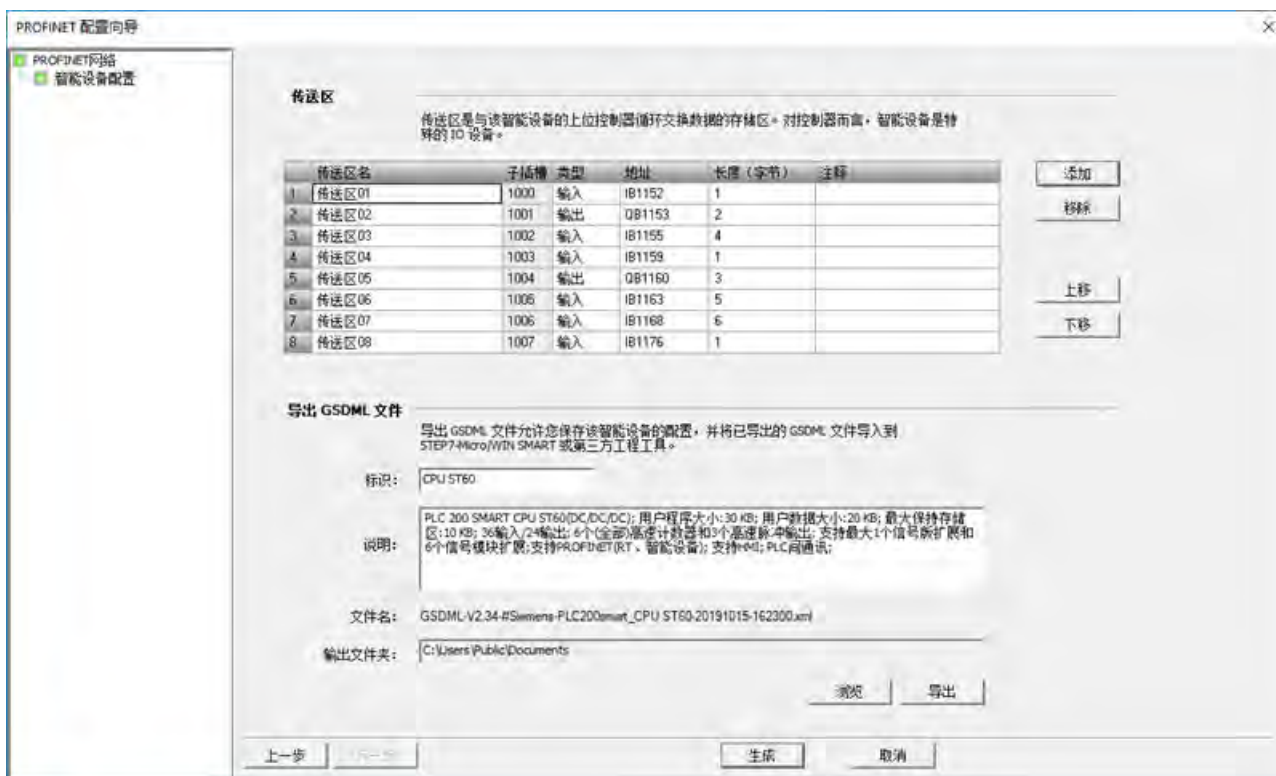 PROFINET 配置向导
PROFINET网络
智能设备配置
传送区
传送区是与该智能设备的上位控制器循环交换数据的存储区。对控制器而言，智能设备是特
殊的 IO 设备。
传送区名 子插槽 类型 地址 长度（字节） 注释
1 传送区01 1000 输入 IB1152 1
2 传送区02 1001 输出 QB1153 2
3 传送区03 1002 输入 IB1155 4
4 传送区04 1003 输入 IB1159 1
5 传送区05 1004 输出 QB1160 3
6 传送区06 1005 输入 IB1163 5
7 传送区07 1006 输入 IB1168 6
8 传送区08 1007 输入 IB1176 1
添加
移除
上移
下移
导出 GSDML 文件
导出 GSDML 文件允许您保存该智能设备的配置，并将已导出的 GSDML 文件导入到
STEP7-Micro/WIN SMART 或第三方工程工具。
标识： CPU ST60
说明：
PLC 200 SMART CPU ST60(DC/DC/DC); 用户程序大小:30 KB; 用户数据大小:20 KB; 最大保持存储
区:10 KB; 36输入/24输出; 6个(全部)高速计数器和3个高速脉冲输出; 支持最大1个信号版扩展和
6个信号模块扩展;支持PROFINET(RT、智能设备); 支持HMI; PLC间通讯;
文件名： GSDML-V2.34-#Siemens-PLC200smart_CPU ST60-20191015-162300.xml
输出文件夹： C:\Users\Public\Documents
浏览 导出
上一步 下一步 生成 取消